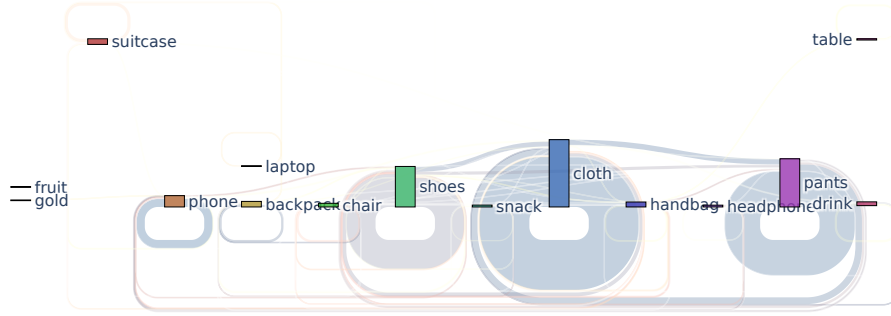 suitcase
table
laptop
fruit
gold
phone
backpack
chair
shoes
snack
cloth
handbag
headphone
pants
drink